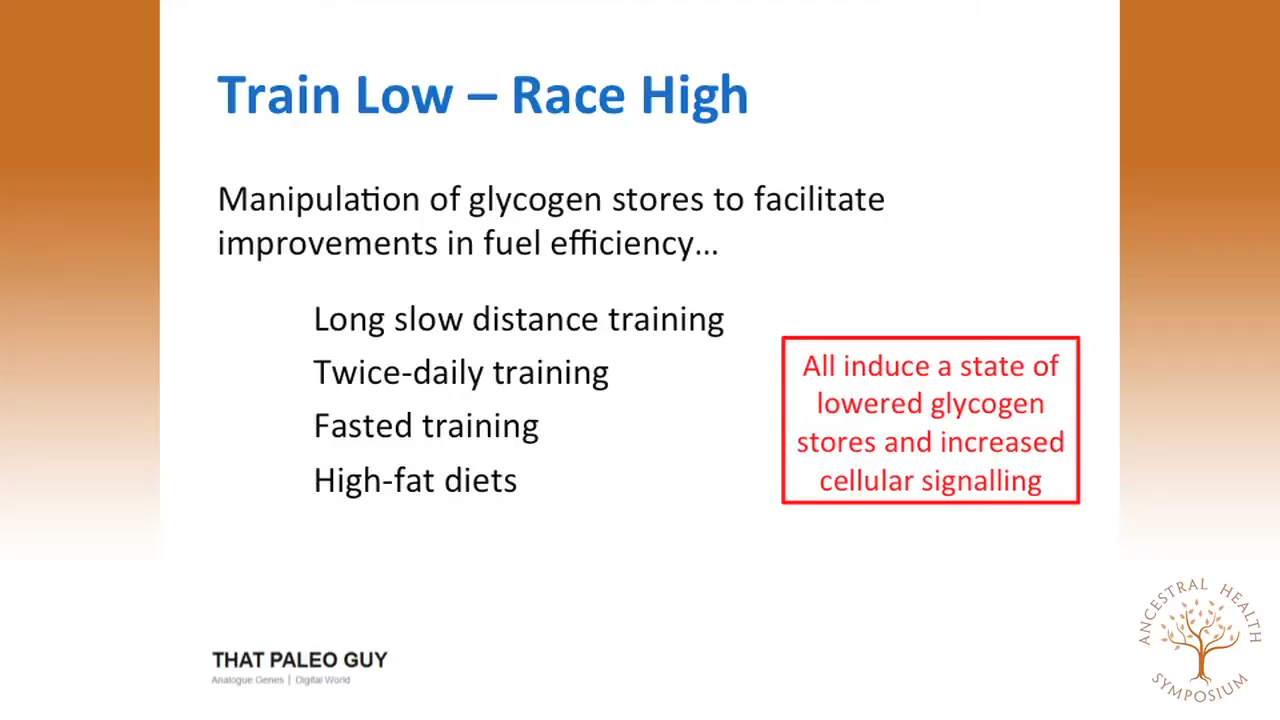 Train Low – Race High
Manipulation of glycogen stores to facilitate
improvements in fuel efficiency…
Long slow distance training
Twice-daily training
Fasted training
High-fat diets
All induce a state of
lowered glycogen
stores and increased
cellular signalling
THAT PALEO GUY
Analogue Genes | Digital World
ANCESTRAL HEALTH
SYMPOSIUM